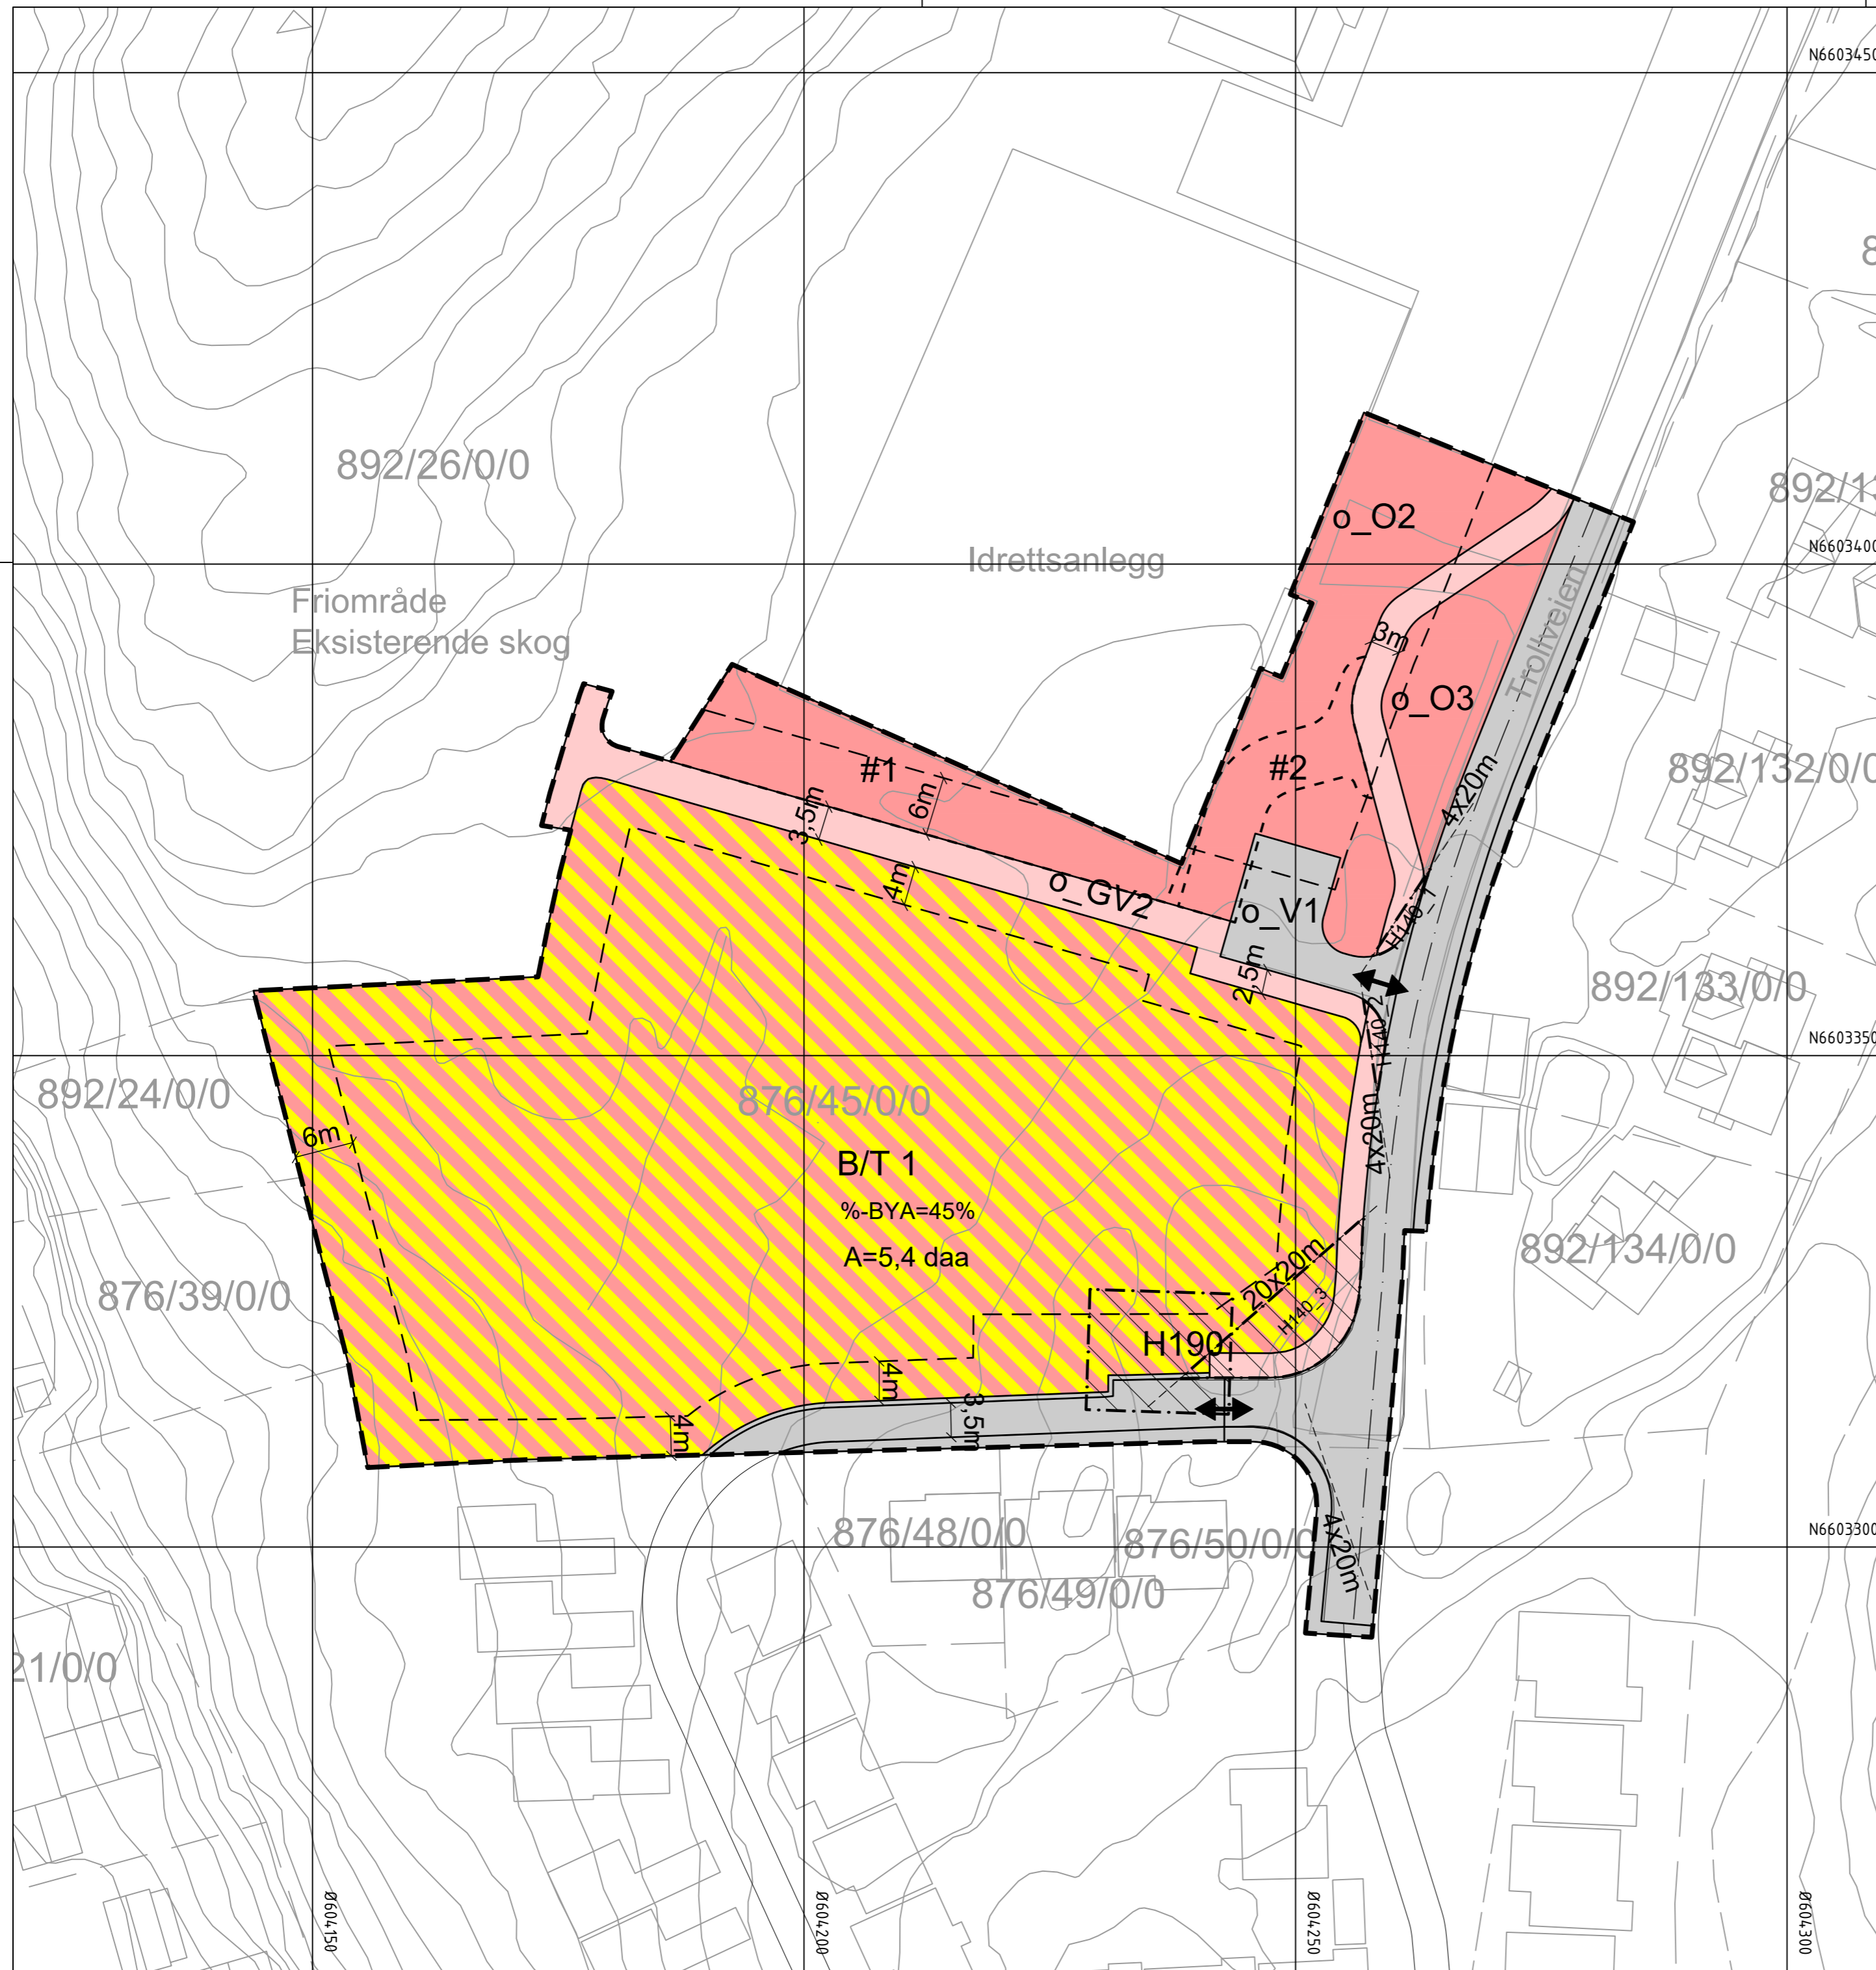 N6603450
892/26/0/0
892/1
o_O2
N6603400
Idrettsanlegg
Friområde
Eksisterende skog
Trollveien
3m
o_O3
#1
#2
892/132/0/0
4x20m
3,5m
6m
4m
o_GV2
o_V1
H140_1
2,5m
892/133/0/0
H140_2
N6603350
892/24/0/0
876/45/0/0
6m
4x20m
B/T 1
%-BYA=45%
A=5,4 daa
892/134/0/0
20x20m
876/39/0/0
H140_3
H190
4m
3,5m
4m
N6603300
876/48/0/0
876/50/0/0
4x20m
876/49/0/0
21/0/0
Ø604150
Ø604200
Ø604250
Ø604300